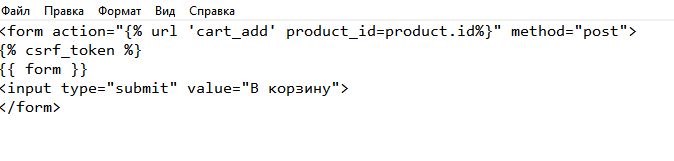 Файл Правка Формат Вид Справка
<form action="{% url 'cart_add' product_id=product.id%}" method="post">
{% csrf_token %}
{{ form }}
<input type="submit" value="В корзину">
</form>